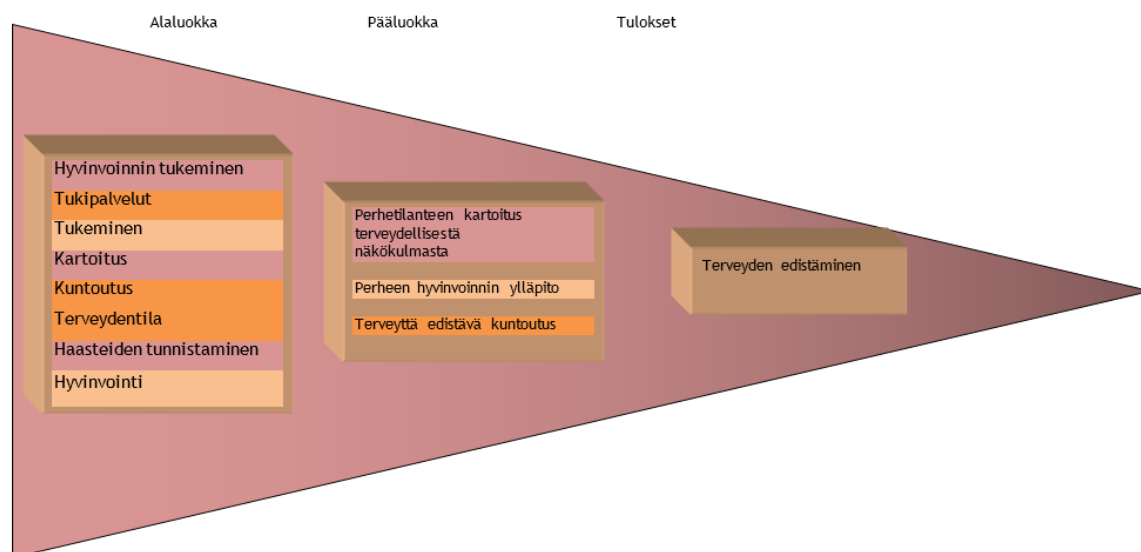 Alaluokka
Pääluokka
Tulokset
Hyvinvoinnin tukeminen
Tukipalvelut
Tukeminen
Kartoitus
Kuntoutus
Terveydentila
Haasteiden tunnistaminen
Hyvinvointi
Perhetilanteen kartoitus
terveydellisestä
näkökulmasta
Perheen hyvinvoinnin ylläpito
Terveyttä edistävä kuntoutus
Terveyden edistäminen